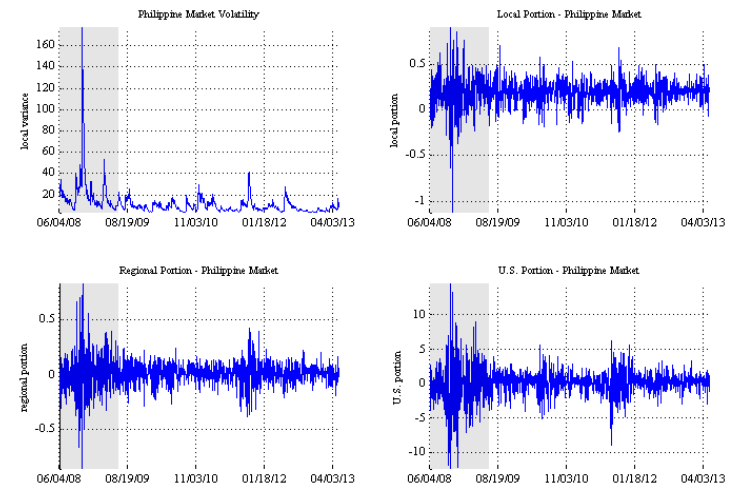 Philippine Market Volatility
local variance
160
140
120
100
80
60
40
20
06/04/08 08/19/09 11/03/10 01/18/12 04/03/13
Local Portion - Philippine Market
local portion
0.5
0
-0.5
-1
06/04/08 08/19/09 11/03/10 01/18/12 04/03/13
Regional Portion - Philippine Market
regional portion
0.5
0
-0.5
06/04/08 08/19/09 11/03/10 01/18/12 04/03/13
U.S. Portion - Philippine Market
U.S. portion
10
5
0
-5
-10
06/04/08 08/19/09 11/03/10 01/18/12 04/03/13